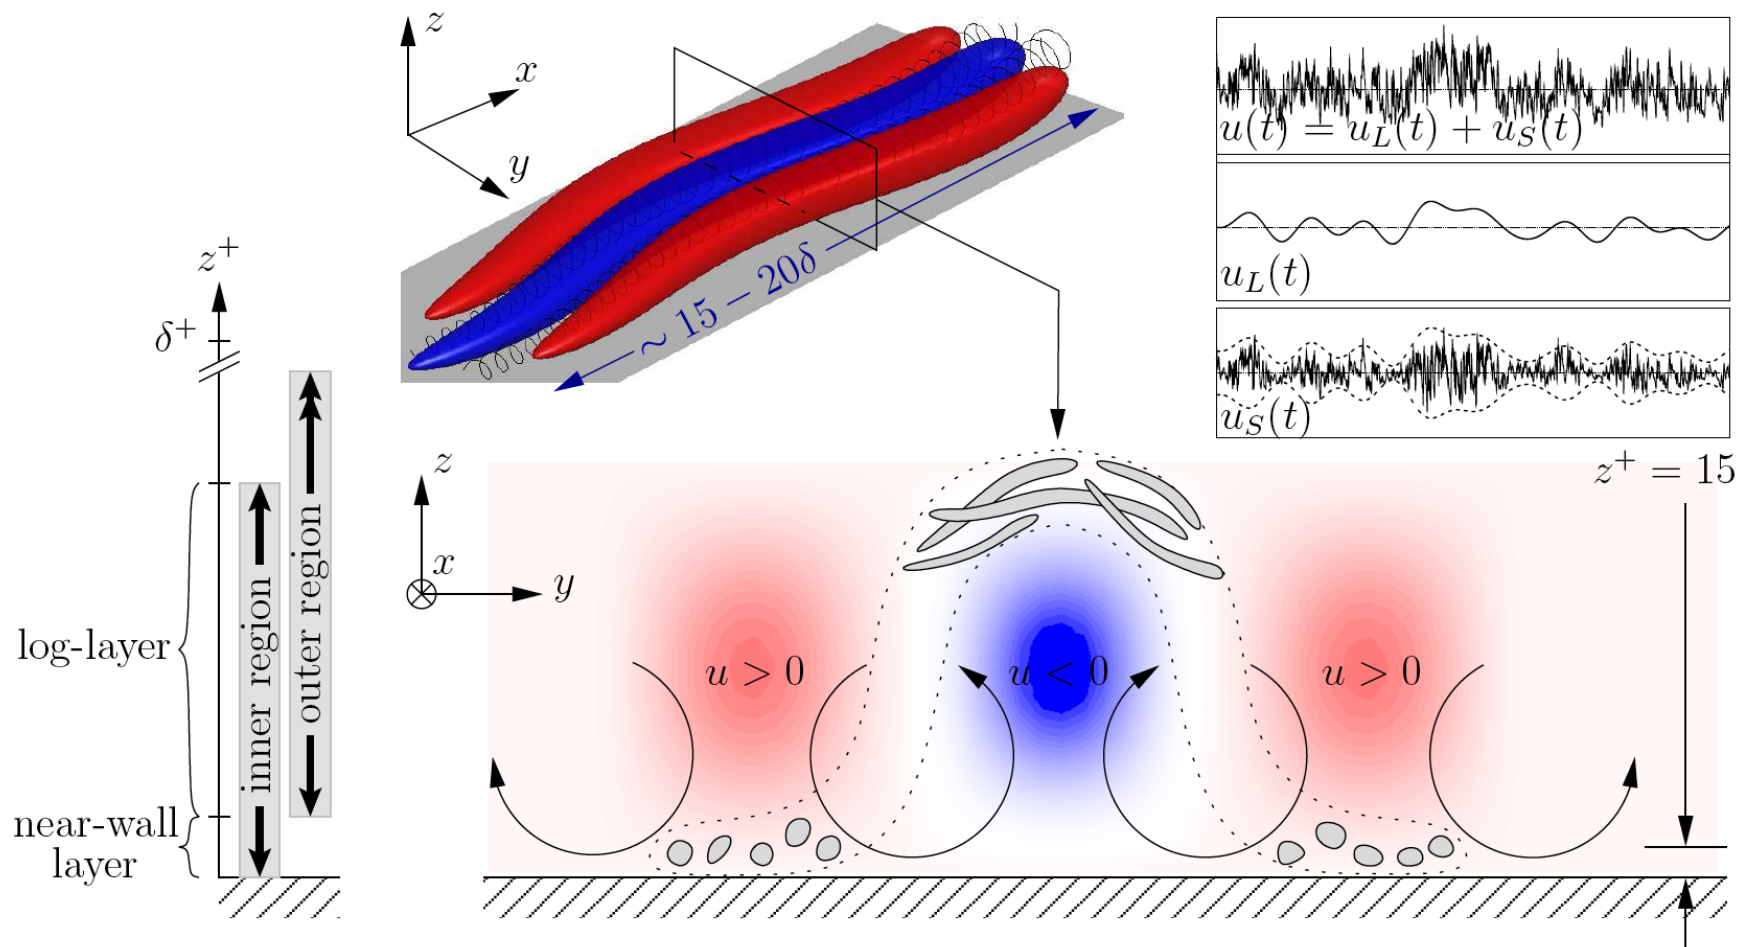 z
x
y
~ 15 − 20δ
u(t) = u_L(t) + u_S(t)
u_L(t)
u_S(t)
z⁺
δ⁺
log-layer
near-wall
layer
inner region
outer region
z
x
y
u > 0
u < 0
u > 0
z⁺ = 15